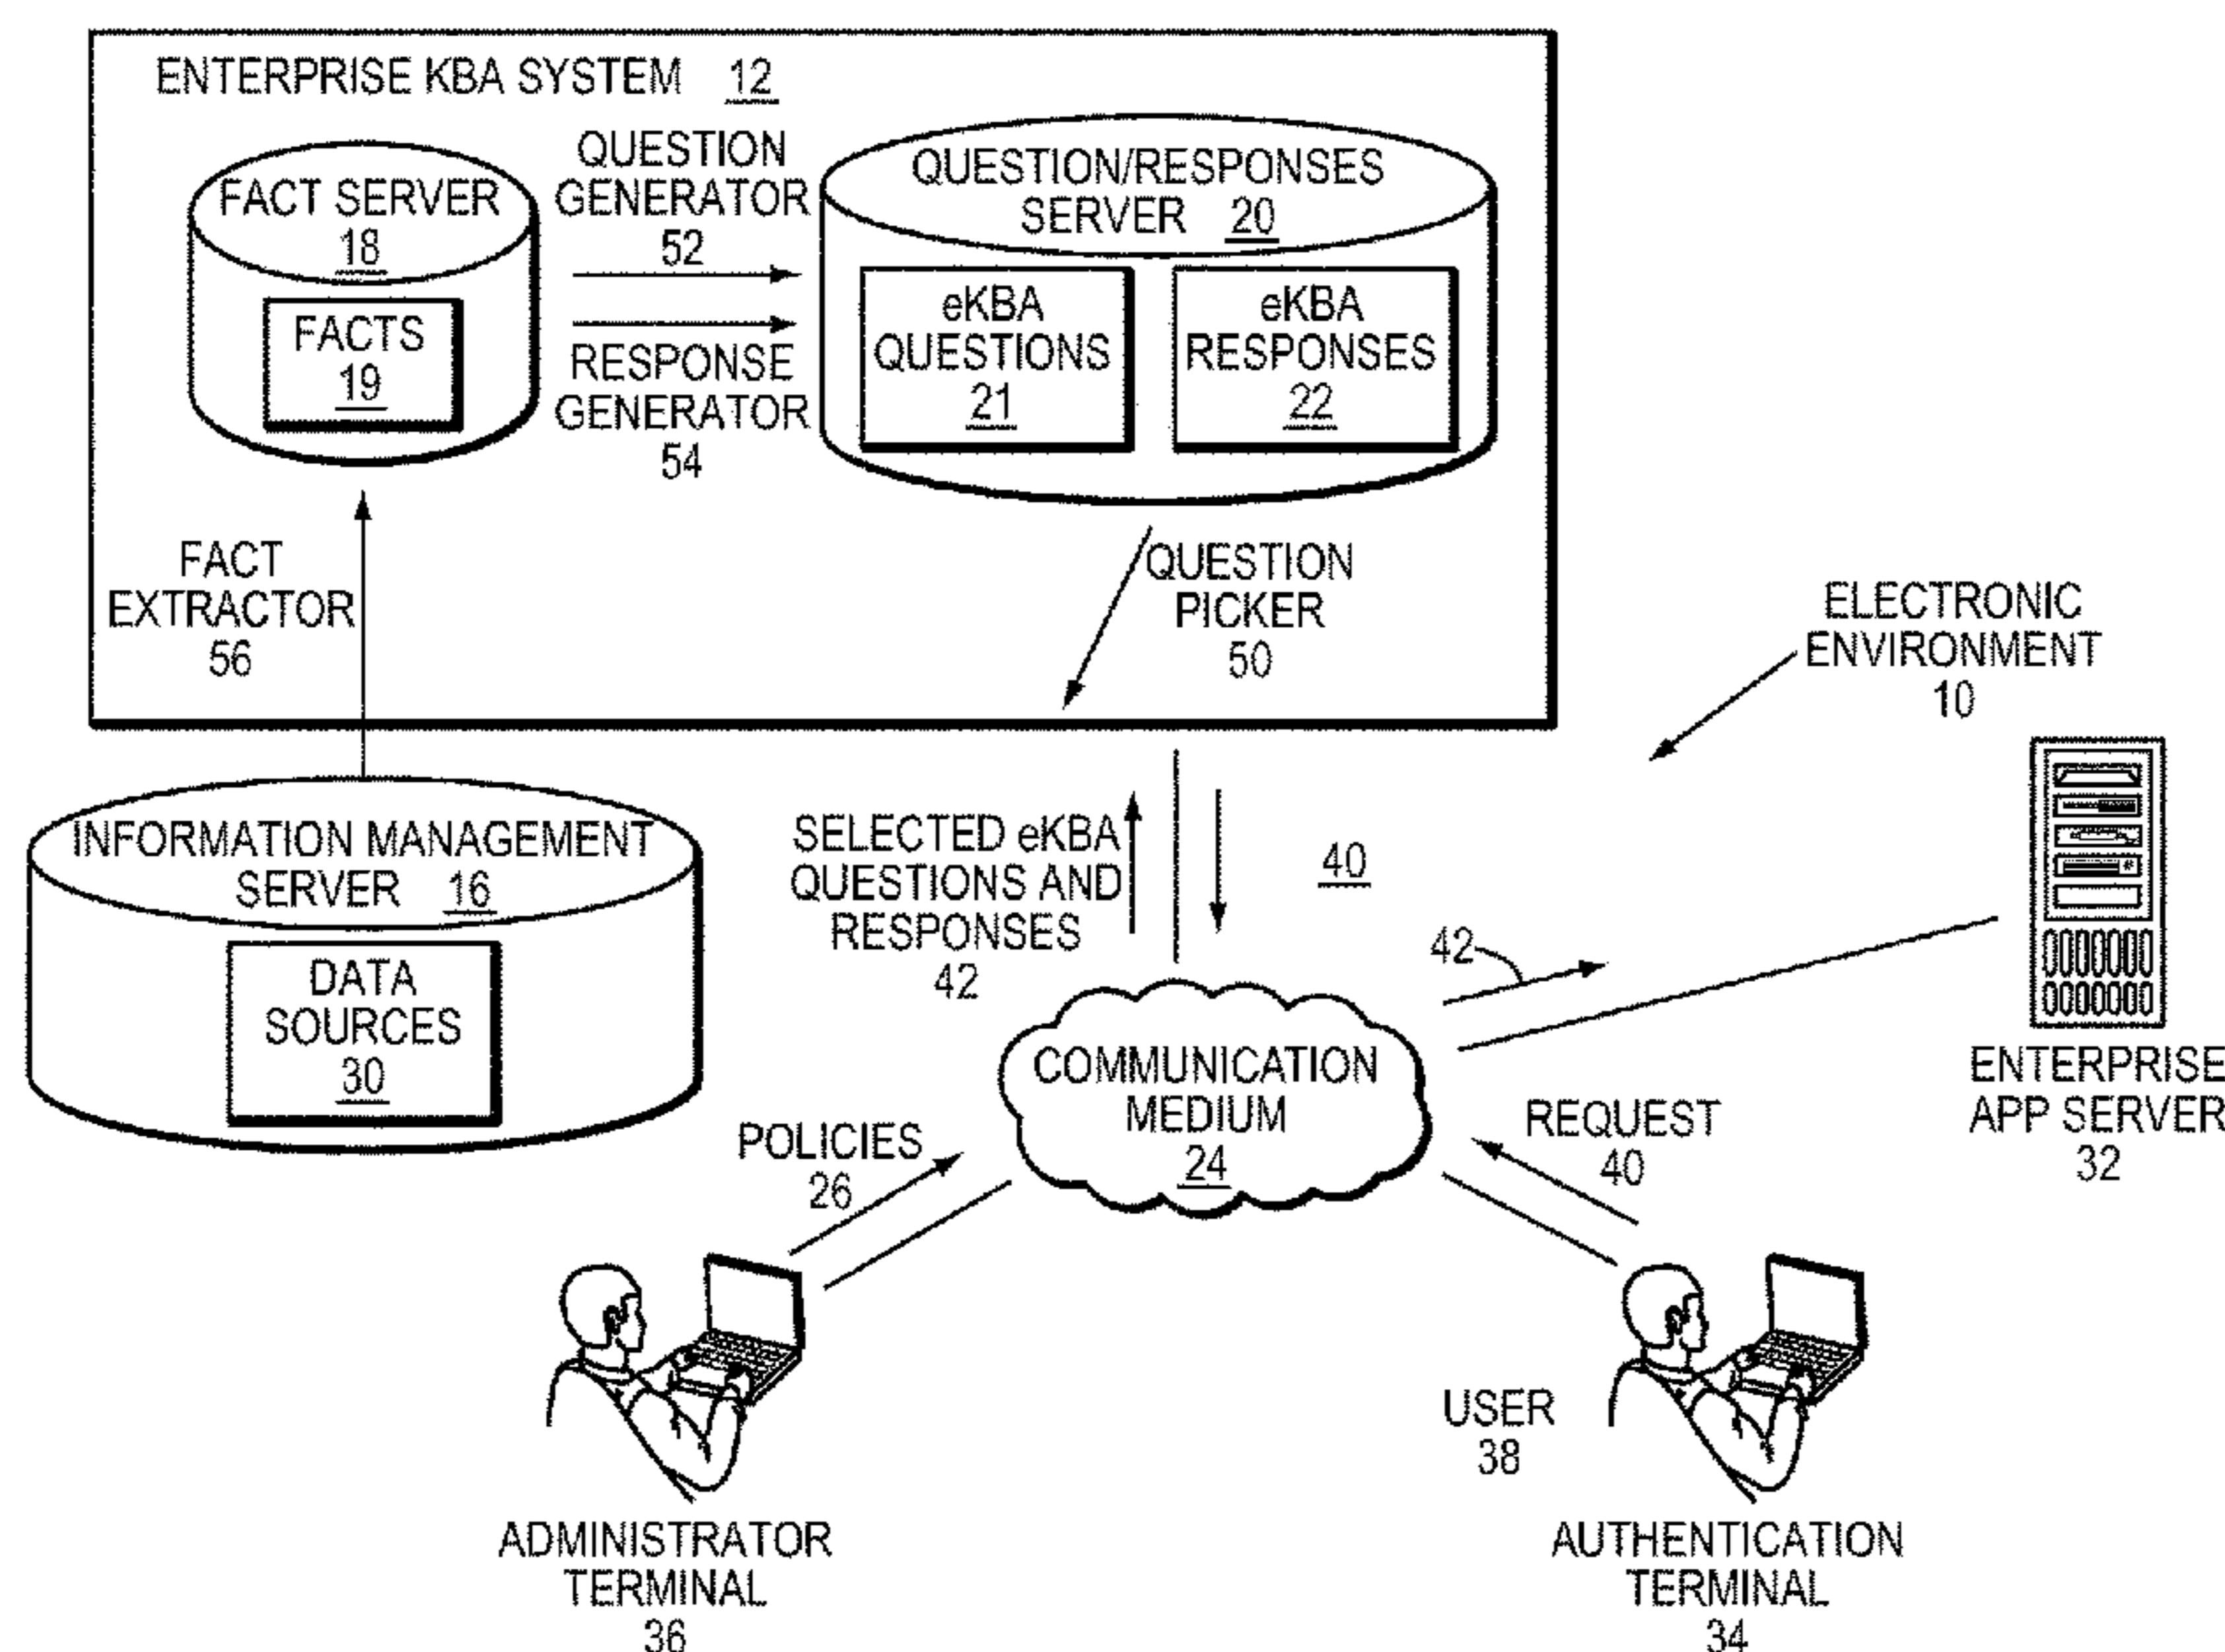 ENTERPRISE KBA SYSTEM 12
FACT SERVER
18
FACTS
19
QUESTION
GENERATOR
52
RESPONSE
GENERATOR
54
QUESTION/RESPONSES
SERVER 20
eKBA
QUESTIONS
21
eKBA
RESPONSES
22
FACT
EXTRACTOR
56
QUESTION
PICKER
50
ELECTRONIC
ENVIRONMENT
10
INFORMATION MANAGEMENT
SERVER 16
DATA
SOURCES
30
SELECTED eKBA
QUESTIONS AND
RESPONSES
42
40
42
COMMUNICATION
MEDIUM
24
ENTERPRISE
APP SERVER
32
POLICIES
26
REQUEST
40
USER
38
ADMINISTRATOR
TERMINAL
36
AUTHENTICATION
TERMINAL
34